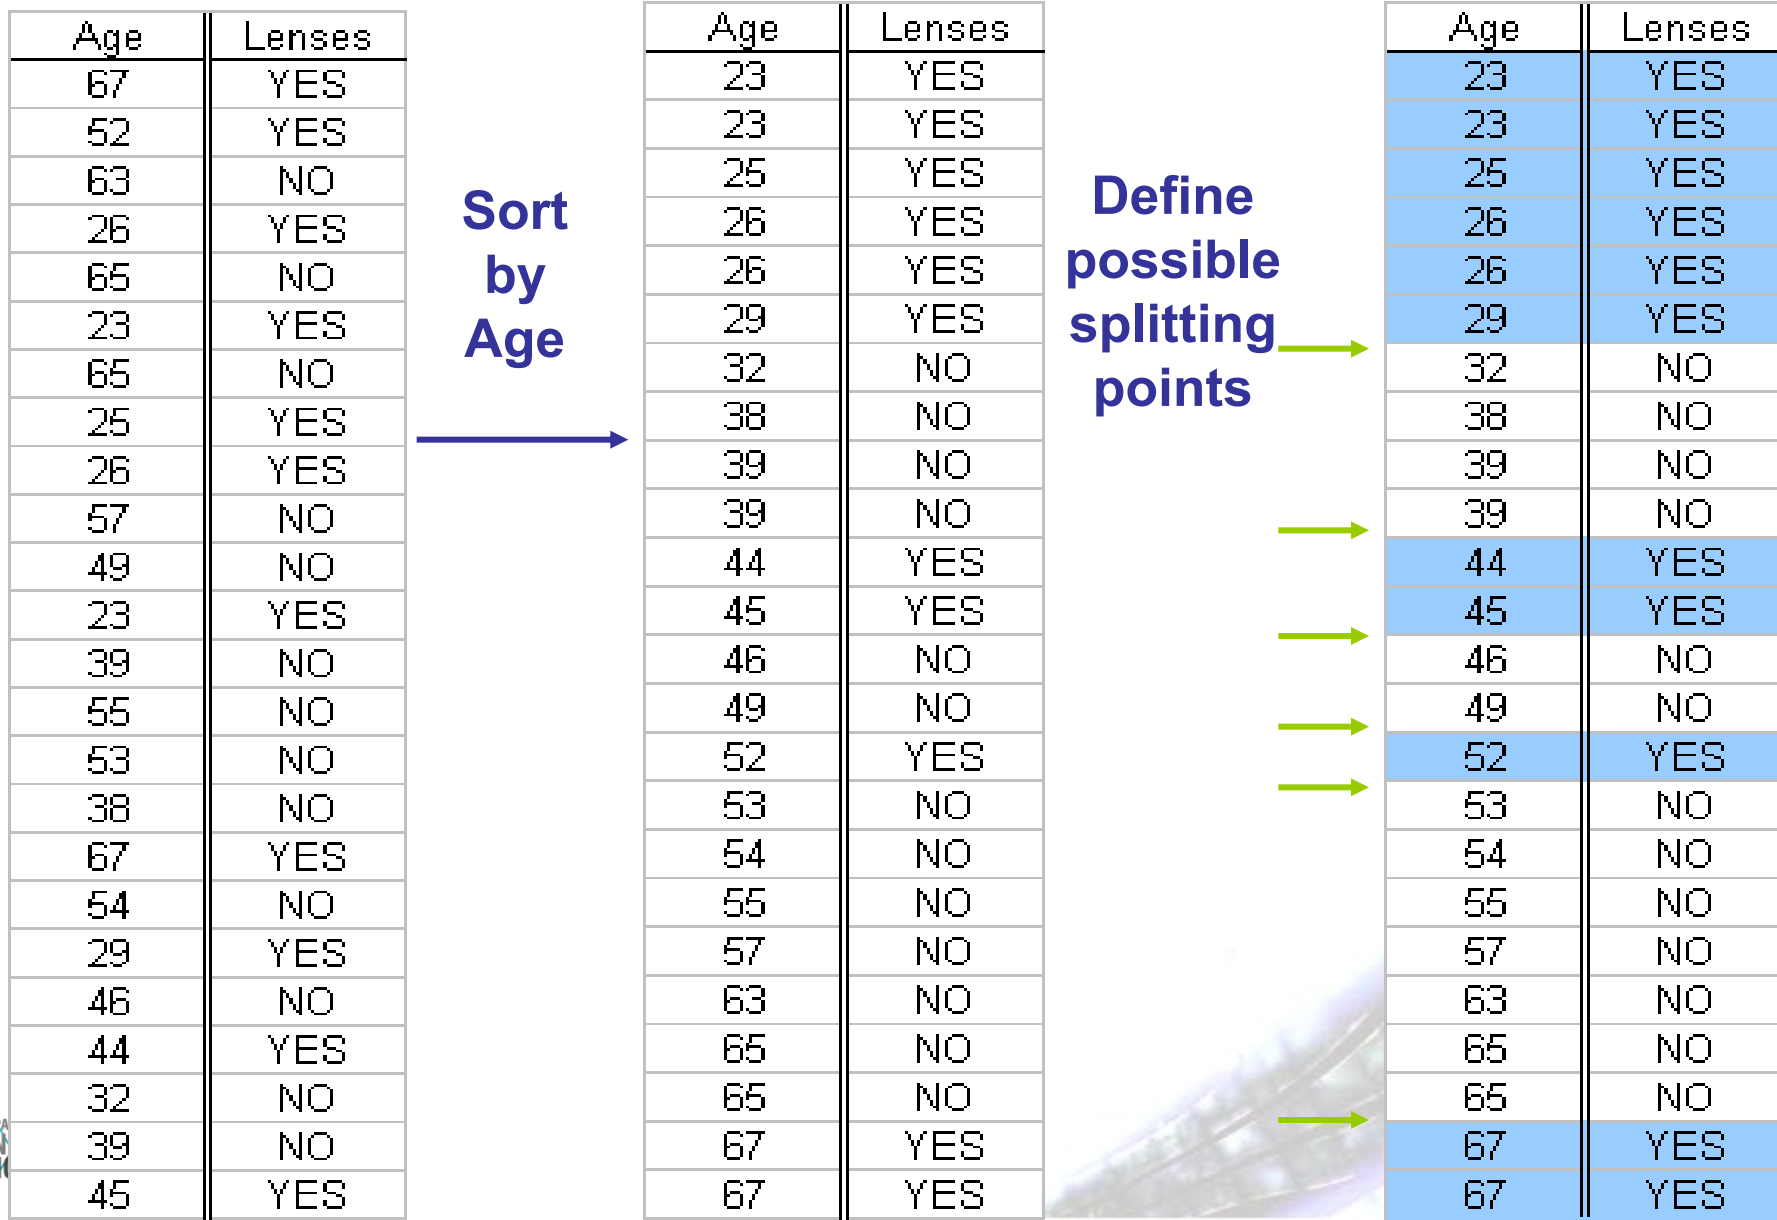 Age Lenses
67 YES
52 YES
63 NO
26 YES
65 NO
23 YES
65 NO
25 YES
26 YES
57 NO
49 NO
23 YES
39 NO
55 NO
53 NO
38 NO
67 YES
54 NO
29 YES
46 NO
44 YES
32 NO
39 NO
45 YES
Sort
by
Age
Age Lenses
23 YES
23 YES
25 YES
26 YES
26 YES
29 YES
32 NO
38 NO
39 NO
39 NO
44 YES
45 YES
46 NO
49 NO
52 YES
53 NO
54 NO
55 NO
57 NO
63 NO
65 NO
65 NO
67 YES
67 YES
Define
possible
splitting
points
Age Lenses
23 YES
23 YES
25 YES
26 YES
26 YES
29 YES
32 NO
38 NO
39 NO
39 NO
44 YES
45 YES
46 NO
49 NO
52 YES
53 NO
54 NO
55 NO
57 NO
63 NO
65 NO
65 NO
67 YES
67 YES